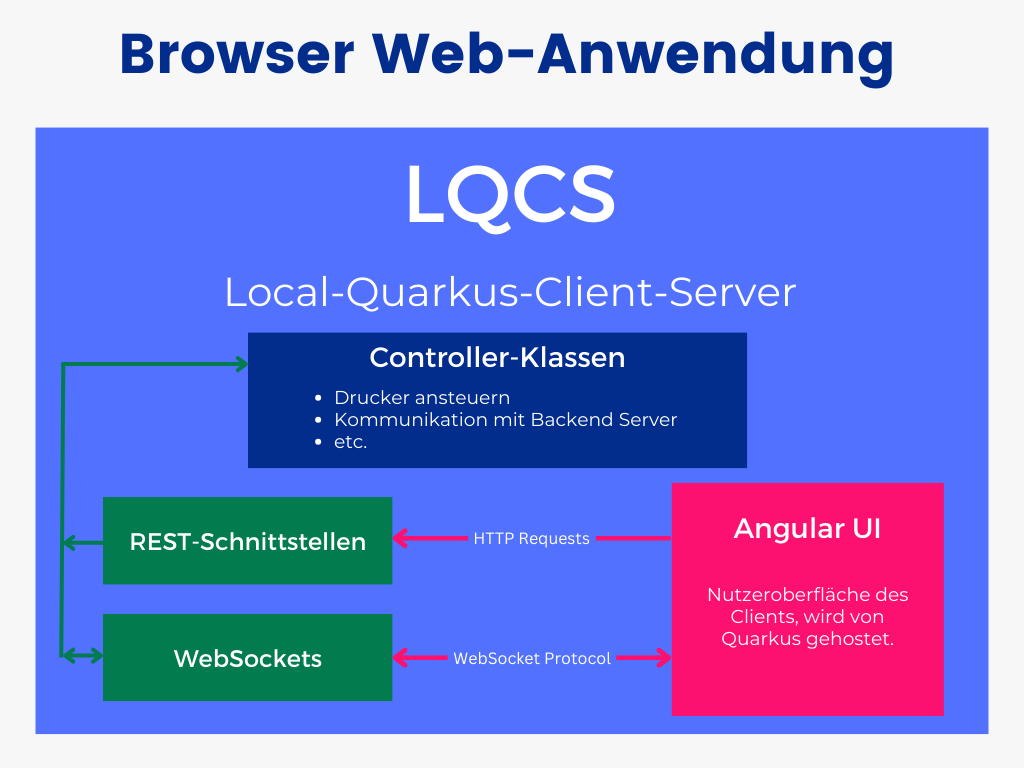 Browser Web-Anwendung
LQCS
Local-Quarkus-Client-Server
Controller-Klassen
• Drucker ansteuern
• Kommunikation mit Backend Server
• etc.
REST-Schnittstellen
HTTP Requests
Angular UI
Nutzeroberfläche des
Clients, wird von
Quarkus gehostet.
WebSockets
WebSocket Protocol